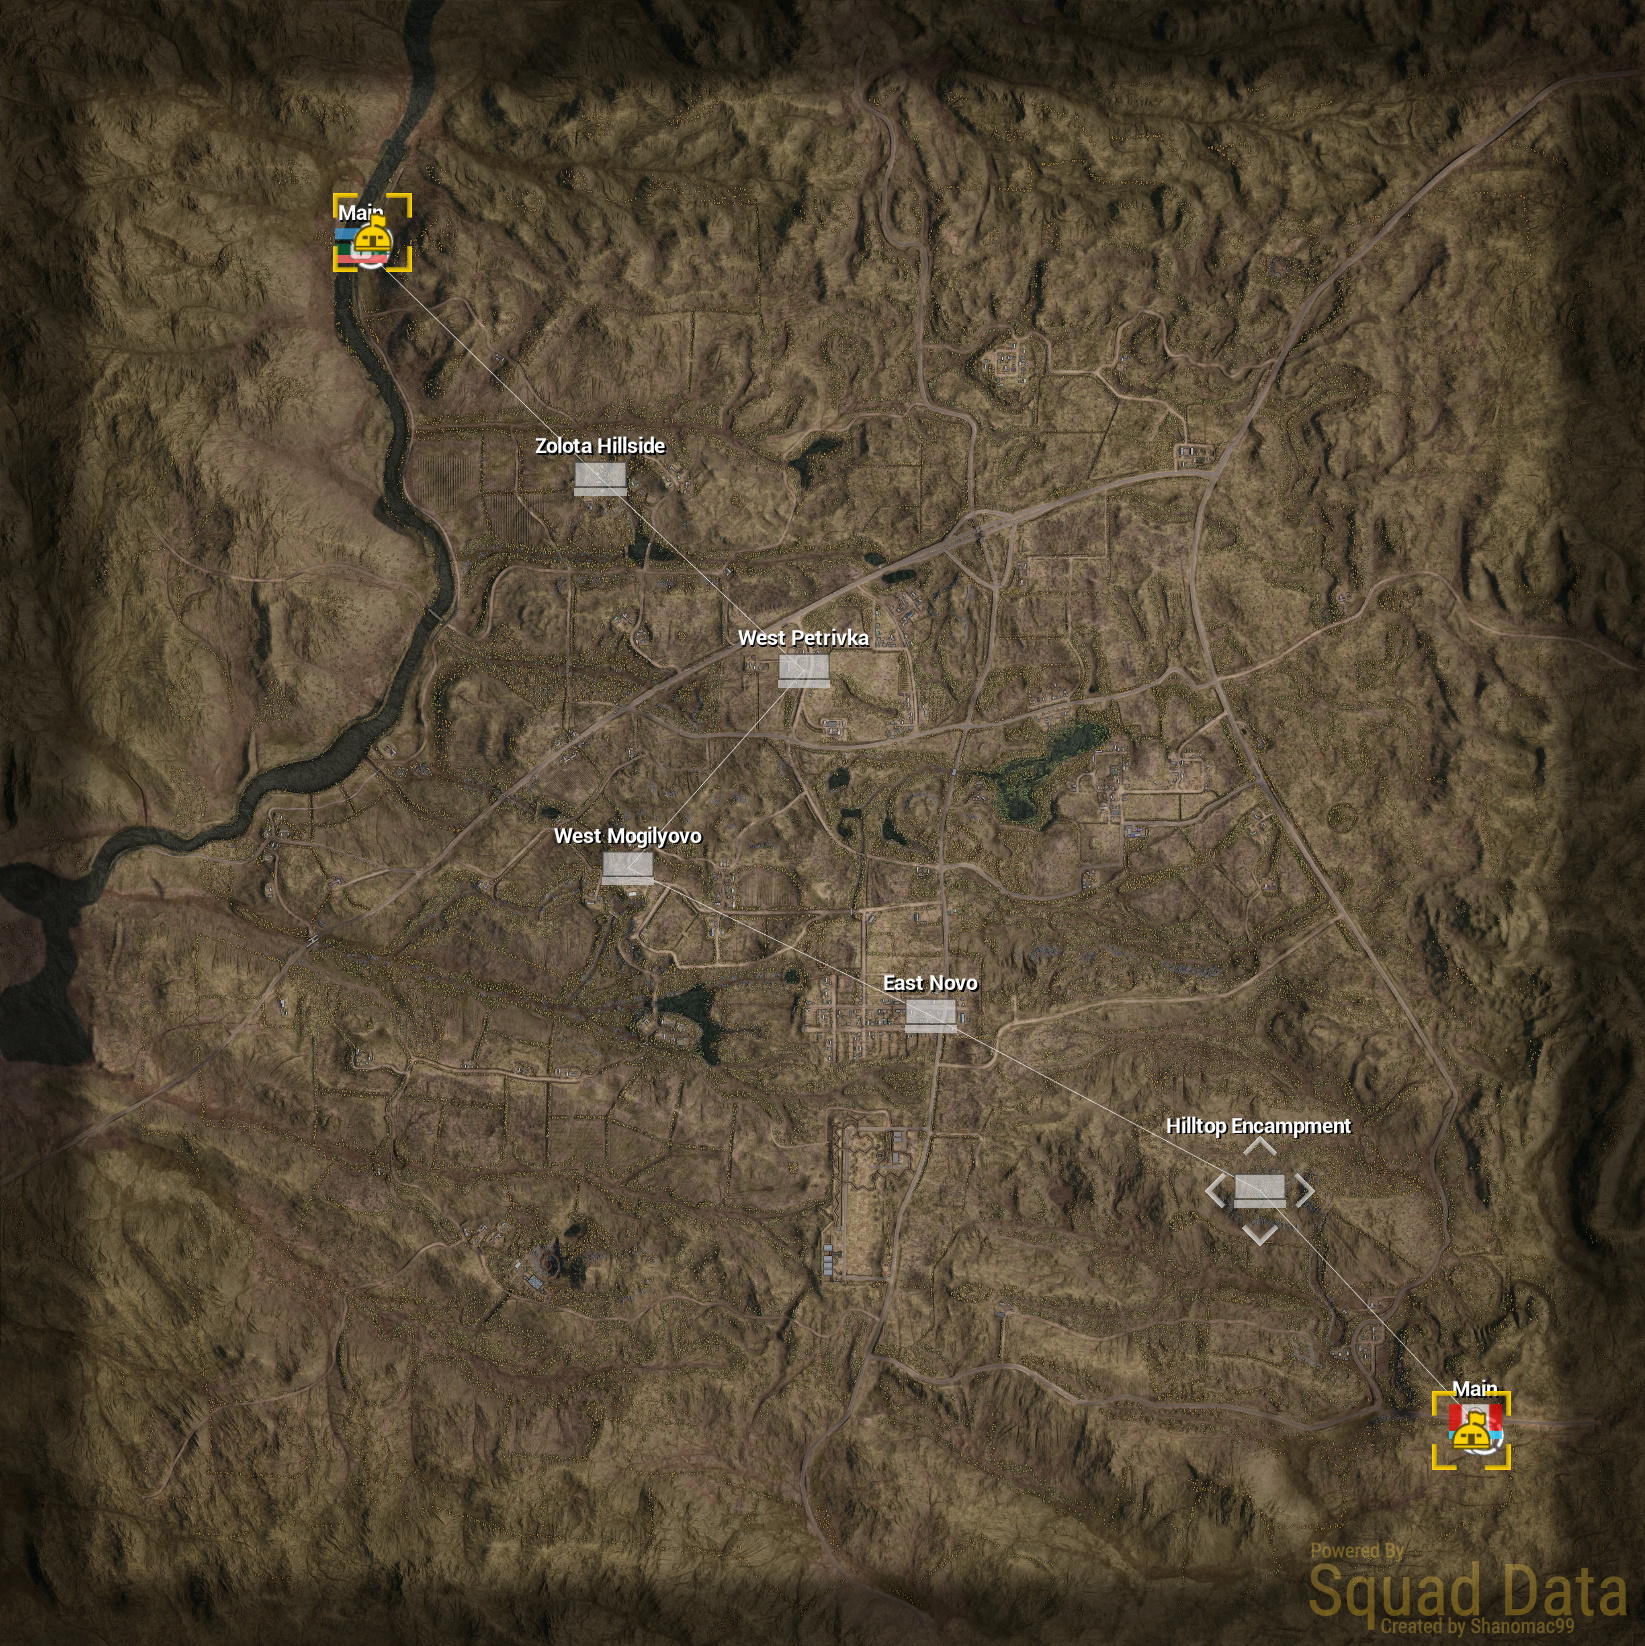 Main
Zolota Hillside
West Petrivka
West Mogilyovo
East Novo
Hilltop Encampment
Main
Powered By
Squad Data
Created by Shanomac99